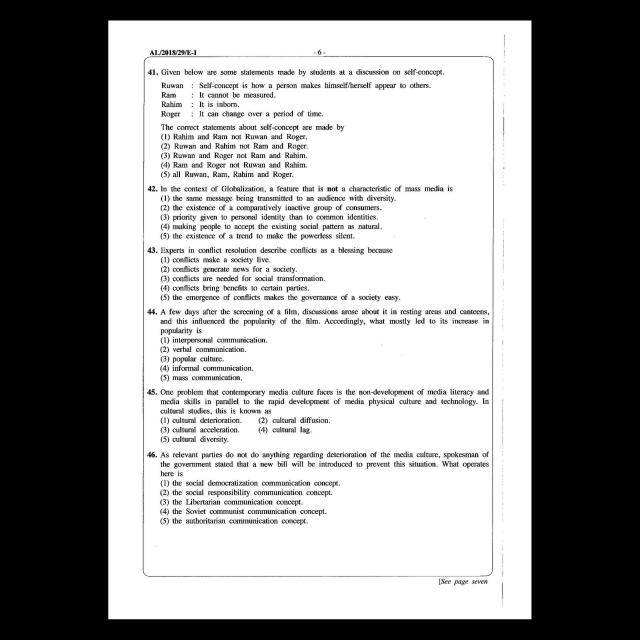 AL/2018/29/E-I
- 6 -
41. Given below are some statements made by students at a discussion on self-concept.
Ruwan : Self-concept is how a person makes himself/herself appear to others.
Ram : It cannot be measured.
Rahim : It is inborn.
Roger : It can change over a period of time.
The correct statements about self-concept are made by
(1) Rahim and Ram not Ruwan and Roger.
(2) Ruwan and Rahim not Ram and Roger.
(3) Ruwan and Roger not Ram and Rahim.
(4) Ram and Roger not Ruwan and Rahim.
(5) all Ruwan, Ram, Rahim and Roger.
42. In the context of Globalization, a feature that is not a characteristic of mass media is
(1) the same message being transmitted to an audience with diversity.
(2) the existence of a comparatively inactive group of consumers.
(3) priority given to personal identity than to common identities.
(4) making people to accept the existing social pattern as natural.
(5) the existence of a trend to make the powerless silent.
43. Experts in conflict resolution describe conflicts as a blessing because
(1) conflicts make a society live.
(2) conflicts generate news for a society.
(3) conflicts are needed for social transformation.
(4) conflicts bring benefits to certain parties.
(5) the emergence of conflicts makes the governance of a society easy.
44. A few days after the screening of a film, discussions arose about it in resting areas and canteens,
and this influenced the popularity of the film. Accordingly, what mostly led to its increase in
popularity is
(1) interpersonal communication.
(2) verbal communication.
(3) popular culture.
(4) informal communication.
(5) mass communication.
45. One problem that contemporary media culture faces is the non-development of media literacy and
media skills in parallel to the rapid development of media physical culture and technology. In
cultural studies, this is known as
(1) cultural deterioration. (2) cultural diffusion.
(3) cultural acceleration. (4) cultural lag.
(5) cultural diversity.
46. As relevant parties do not do anything regarding deterioration of the media culture, spokesman of
the government stated that a new bill will be introduced to prevent this situation. What operates
here is
(1) the social democratization communication concept.
(2) the social responsibility communication concept.
(3) the Libertarian communication concept.
(4) the Soviet communist communication concept.
(5) the authoritarian communication concept.
[See page seven